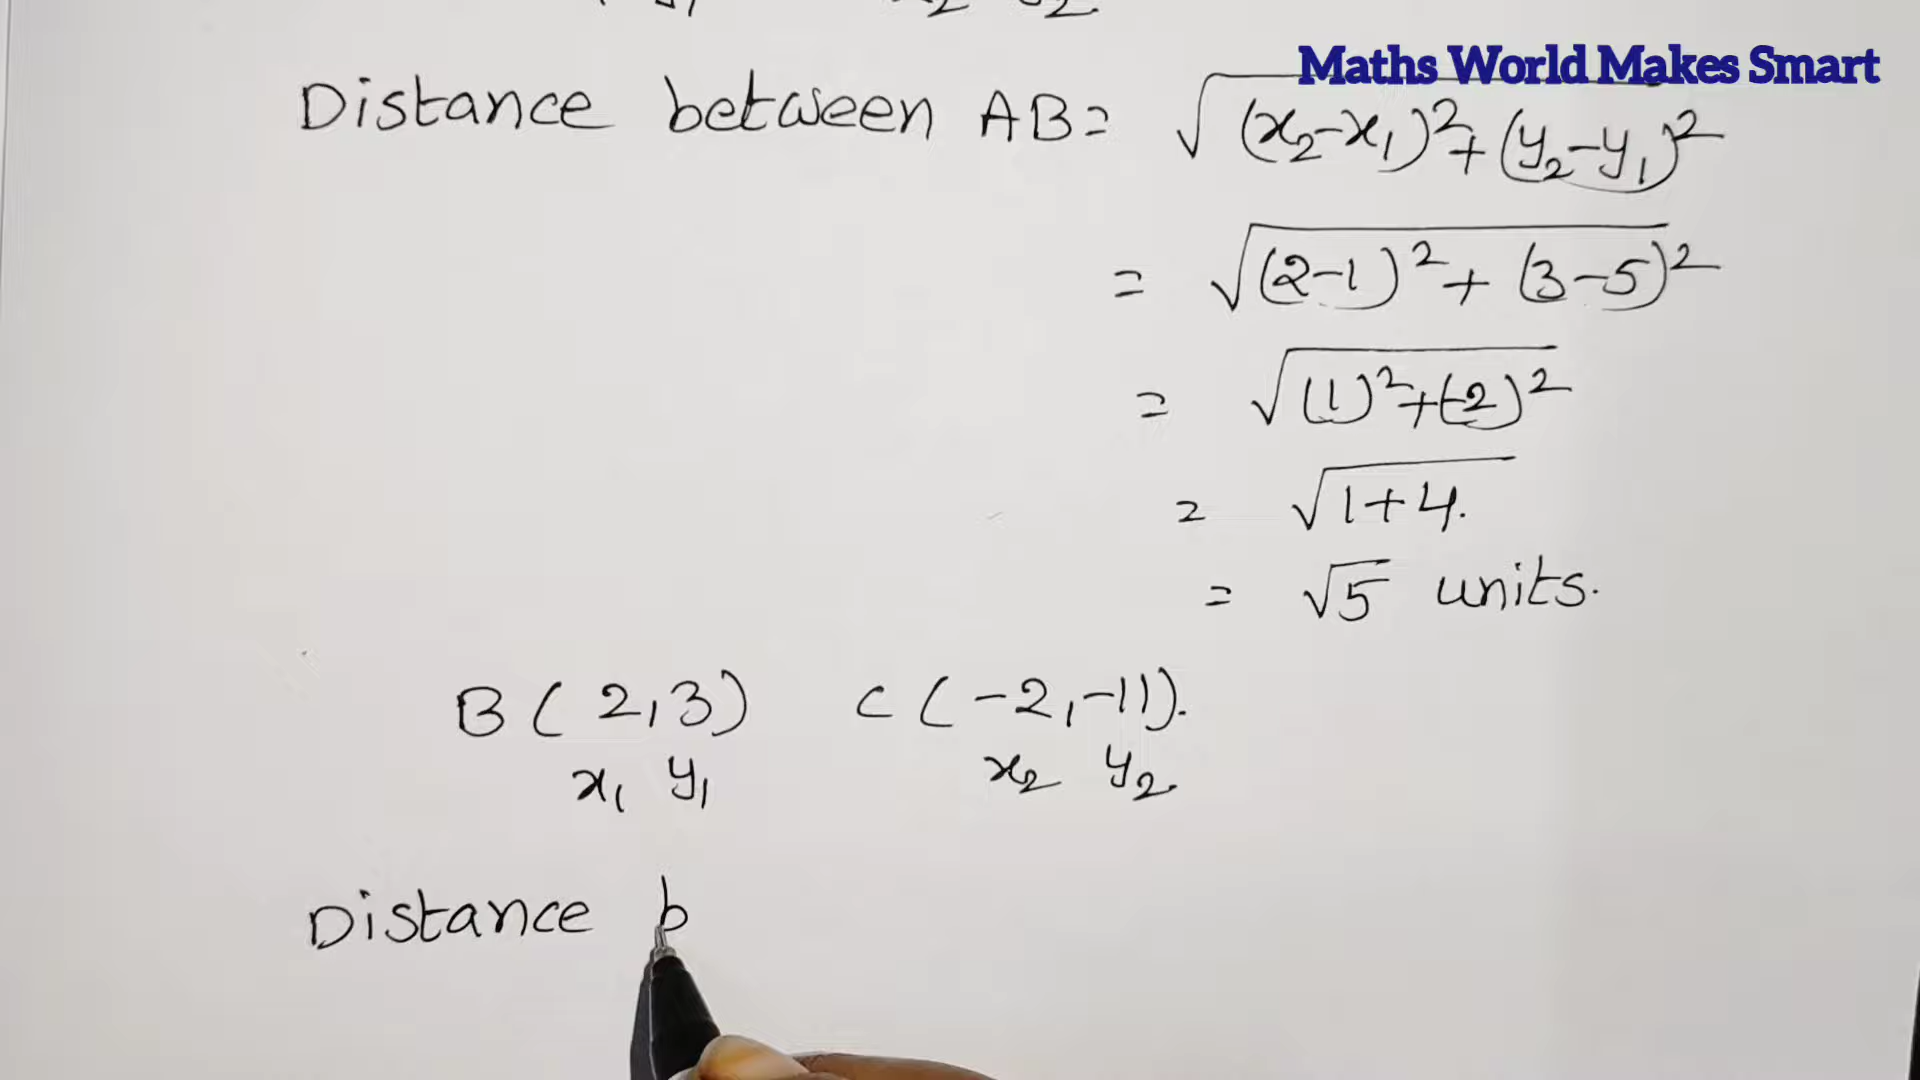 Maths World Makes Smart
Distance between AB = √(x₂-x₁)²+(y₂-y₁)²
= √(2-1)²+(3-5)²
= √(1)²+(-2)²
= √1+4.
= √5 units.
B(2,3) C(-2,-11).
x₁ y₁ x₂ y₂.
Distance b